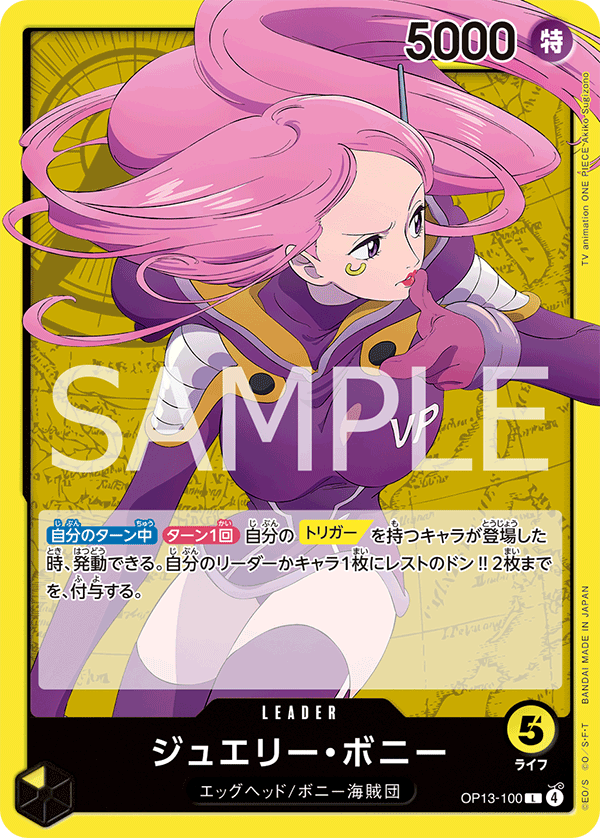 5000 特
TV animation ONE PIECE Akiko Sugizono
SAMPLE
VP
自分のターン中 ターン1回 自分の トリガー を持つキャラが登場した
時、発動できる。自分のリーダーかキャラ1枚にレストのドン!!2枚まで
を、付与する。
LEADER
ジュエリー・ボニー
エッグヘッド/ボニー海賊団
5
ライフ
OP13-100 L 4
©E.O/S ©O/S・F・T BANDAI MADE IN JAPAN